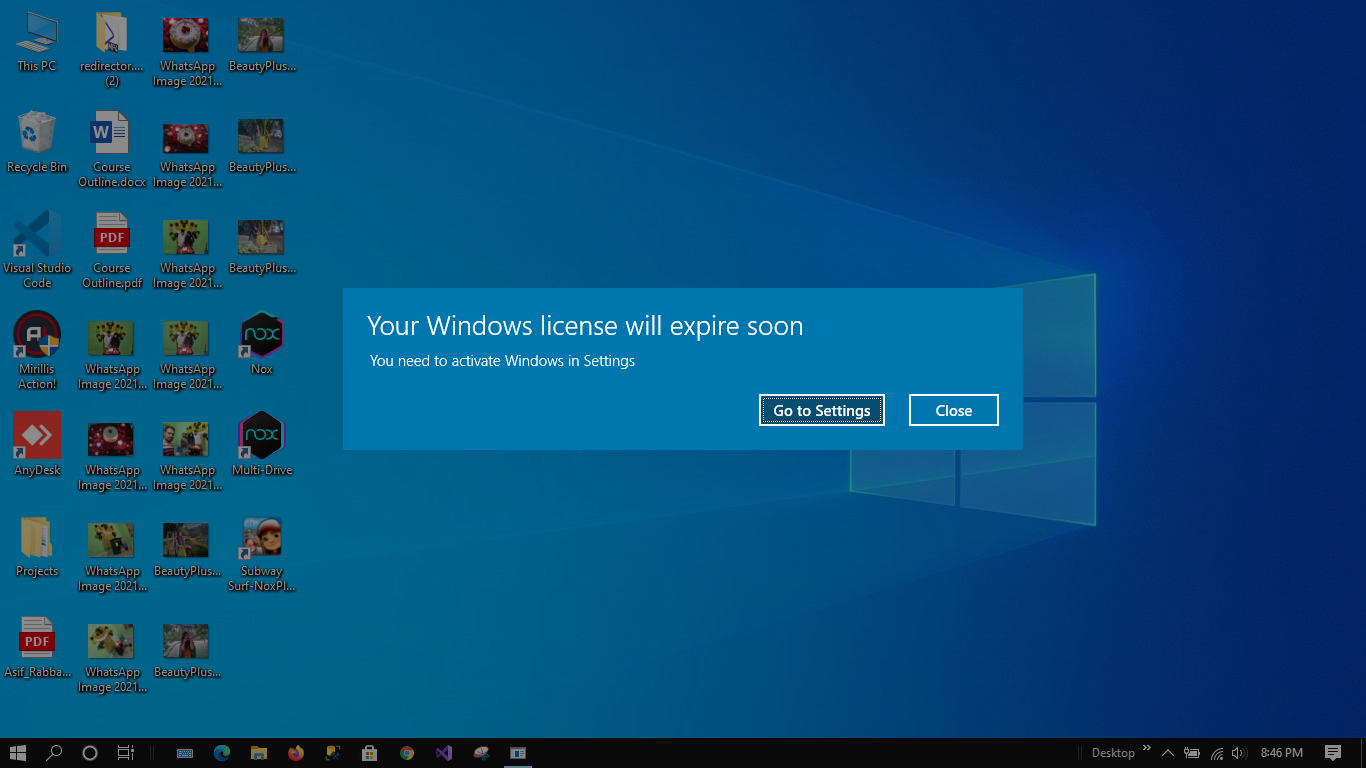 This PC
redirector....
(2)
WhatsApp
Image 2021...
BeautyPlus...
Recycle Bin
Course
Outline.docx
WhatsApp
Image 2021...
BeautyPlus...
Visual Studio
Code
PDF
Course
Outline.pdf
WhatsApp
Image 2021...
BeautyPlus...
Mirillis
Action!
WhatsApp
Image 2021...
WhatsApp
Image 2021...
nox
Nox
AnyDesk
WhatsApp
Image 2021...
WhatsApp
Image 2021...
nox
Multi-Drive
Projects
WhatsApp
Image 2021...
BeautyPlus...
Subway
Surf-NoxPl...
PDF
Asif_Rabba...
WhatsApp
Image 2021...
BeautyPlus...
Your Windows license will expire soon
You need to activate Windows in Settings
Go to Settings
Close
Desktop
8:46 PM